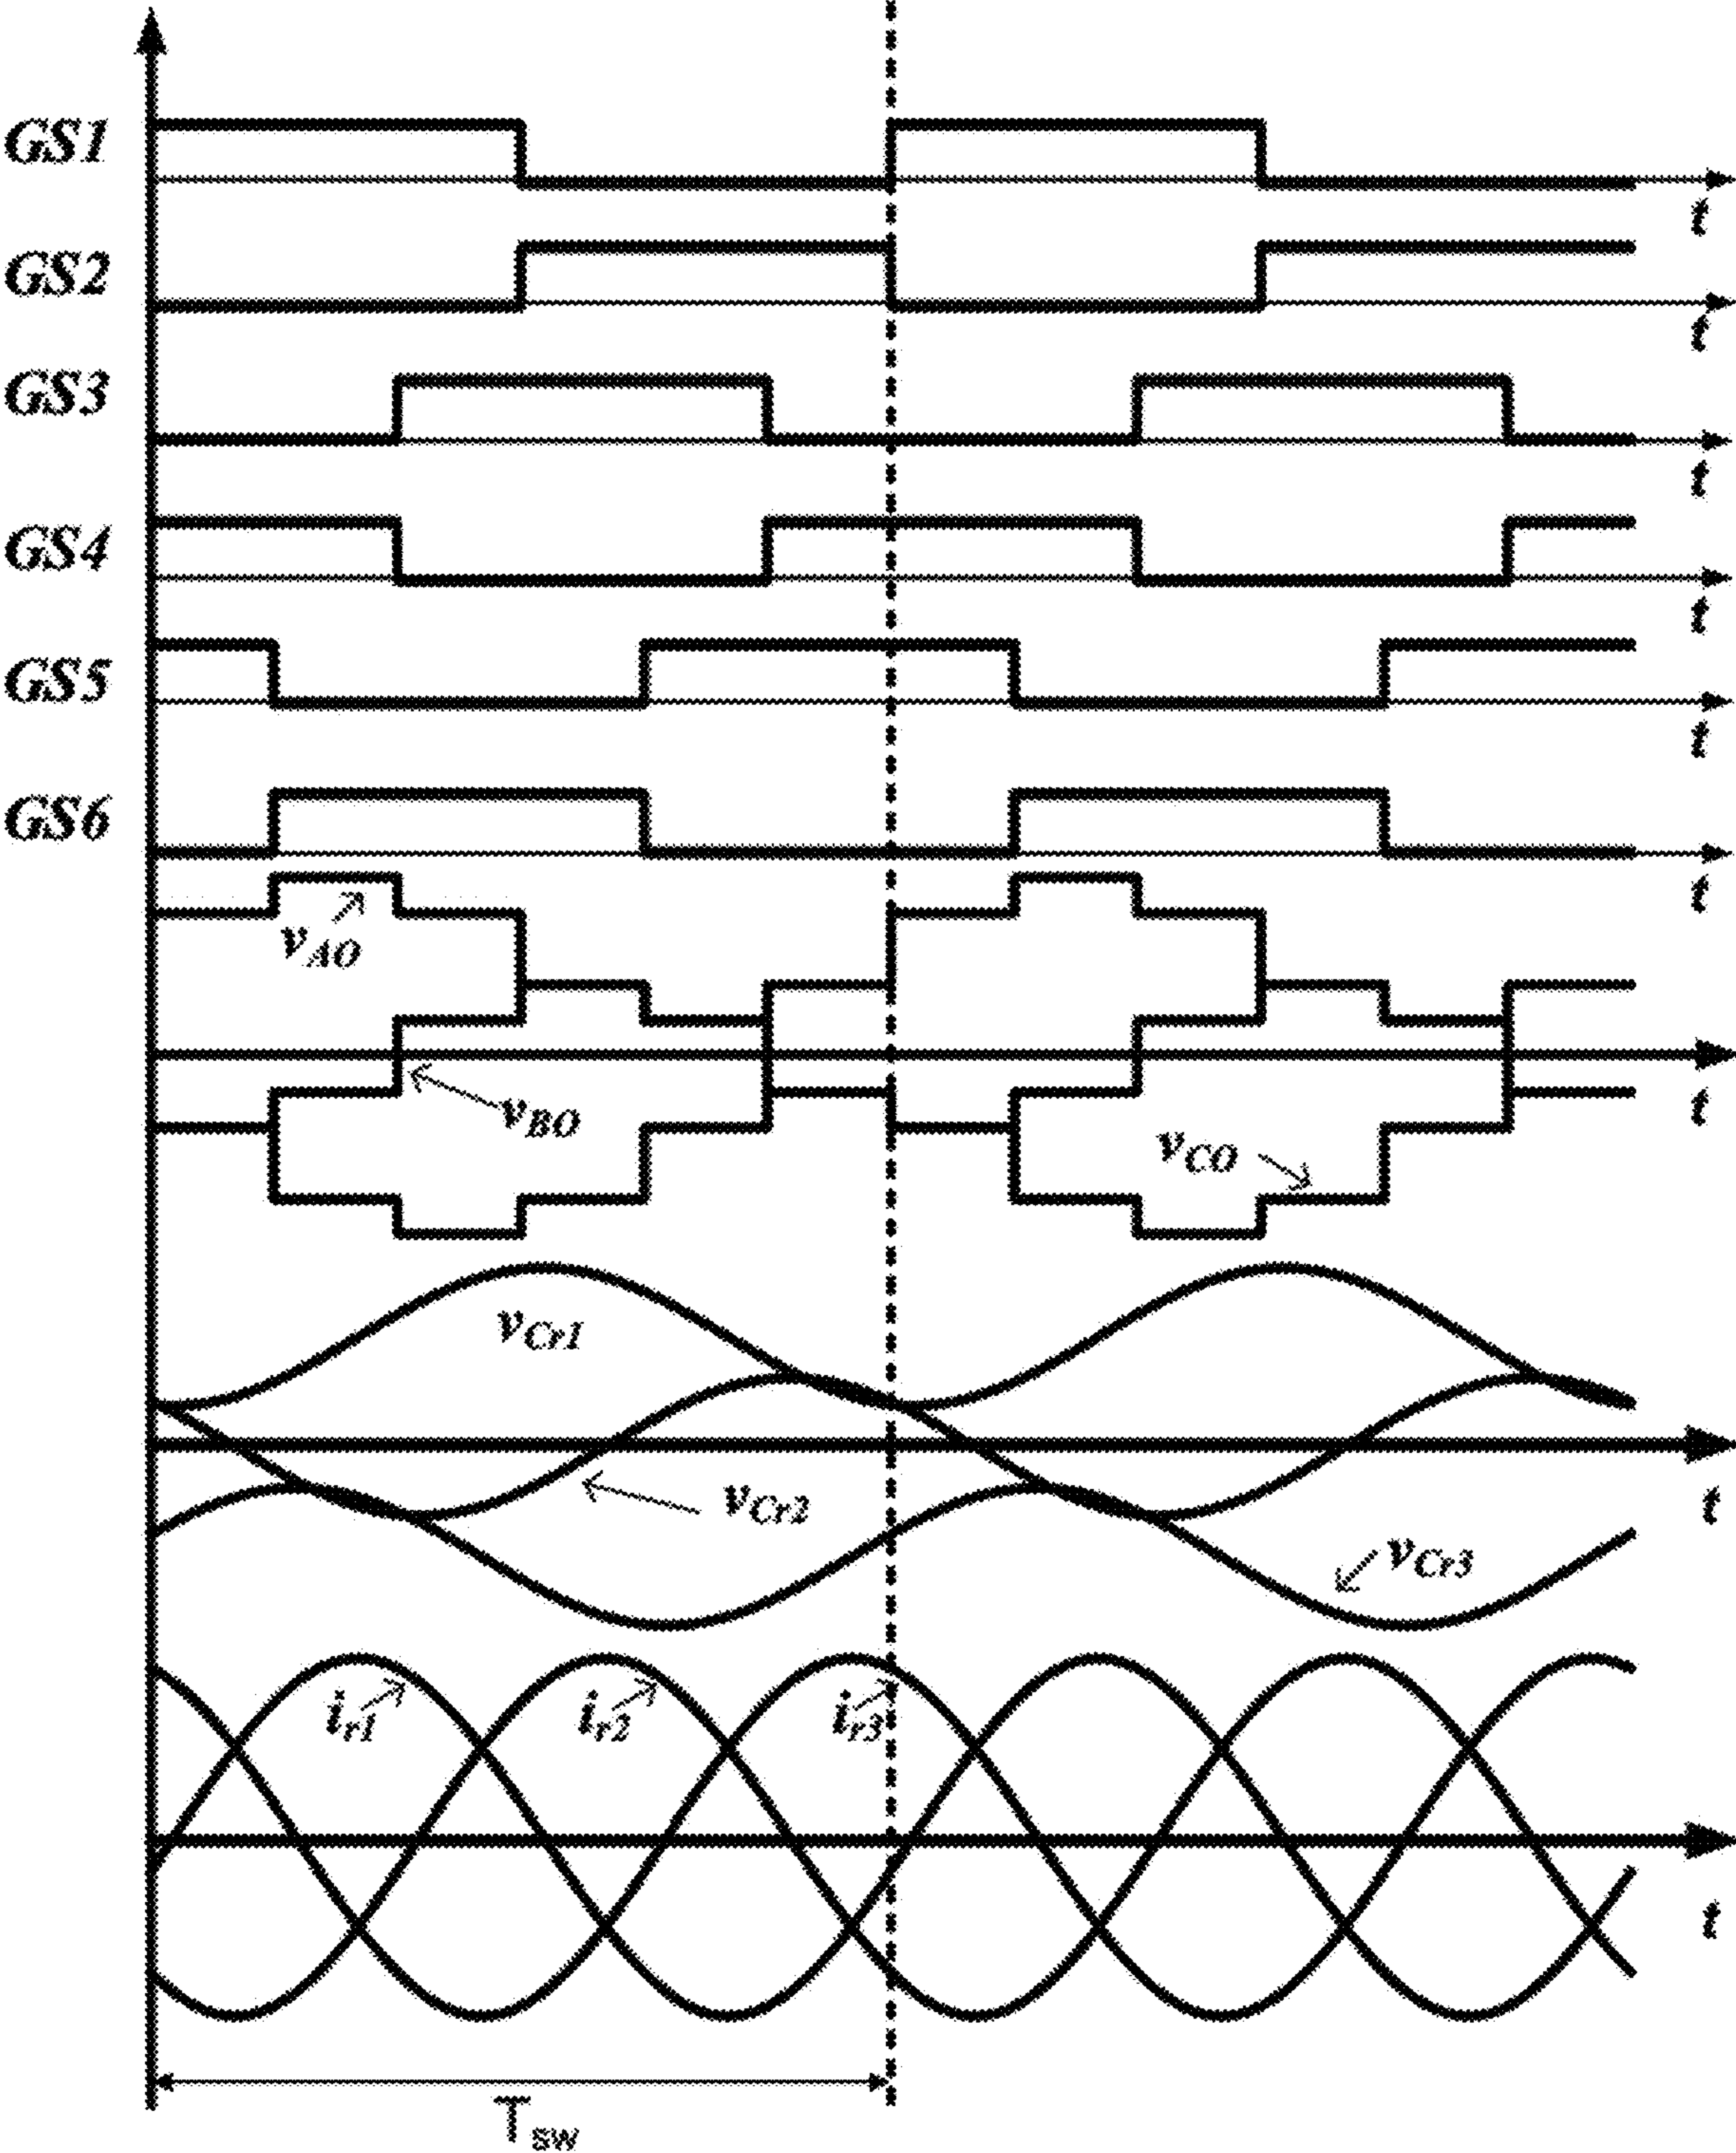 GS1
t
GS2
t
GS3
t
GS4
t
GS5
t
GS6
t
vAO
vBO
t
vCO
vCr1
vCr2
t
vCr3
ir1 ir2 ir3
t
TSW